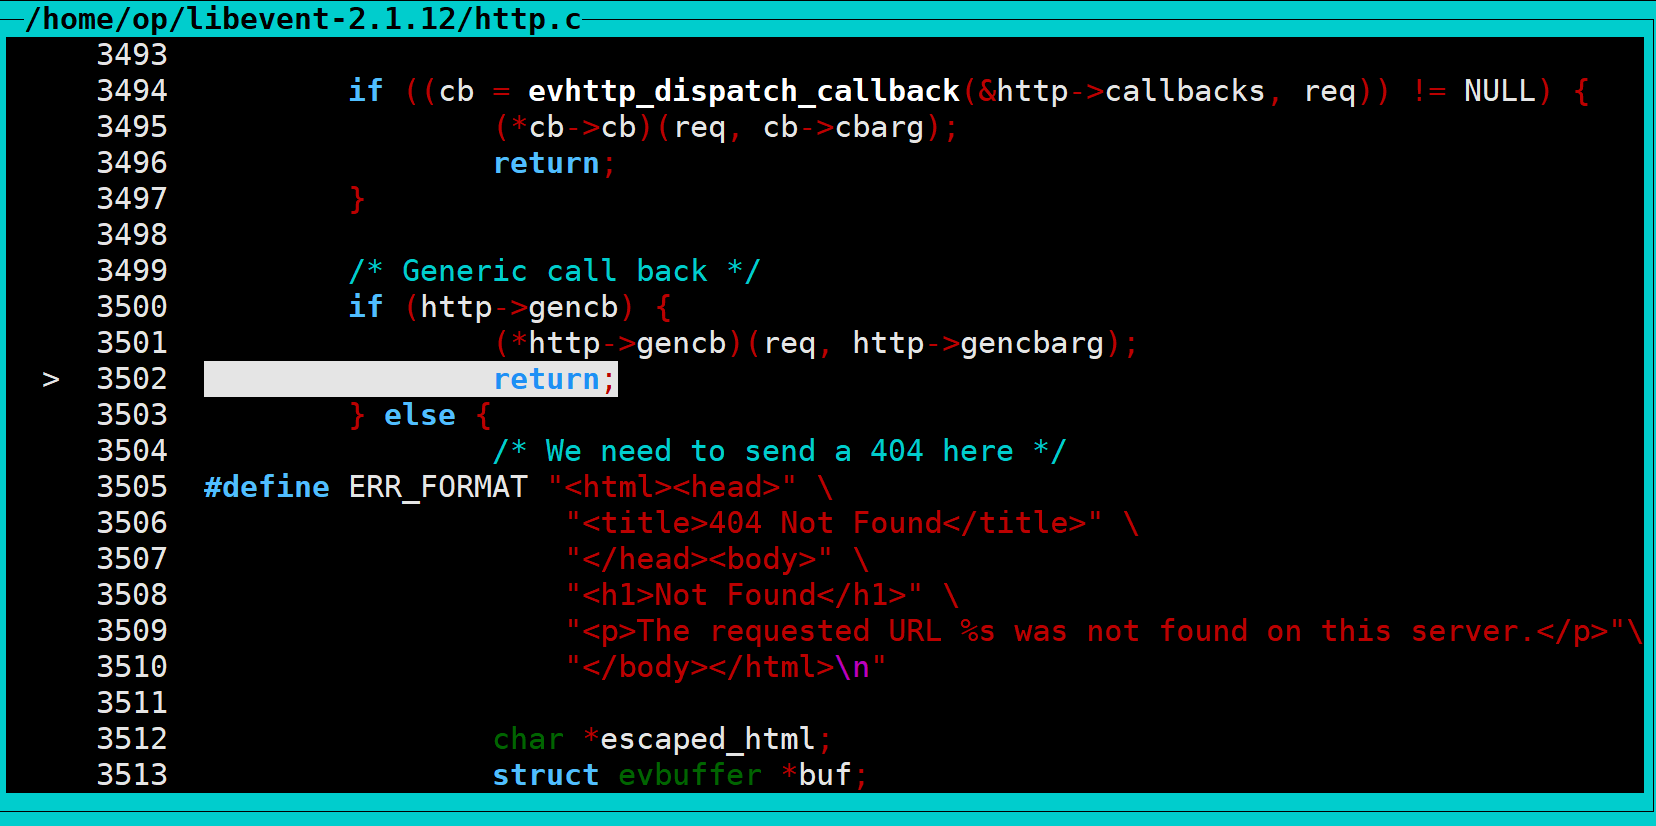 /home/op/libevent-2.1.12/http.c
3493
3494          if ((cb = evhttp_dispatch_callback(&http->callbacks, req)) != NULL) {
3495                  (*cb->cb)(req, cb->cbarg);
3496                  return;
3497          }
3498
3499          /* Generic call back */
3500          if (http->gencb) {
3501                  (*http->gencb)(req, http->gencbarg);
> 3502                  return;
3503          } else {
3504                  /* We need to send a 404 here */
3505  #define ERR_FORMAT "<html><head>" \
3506                      "<title>404 Not Found</title>" \
3507                      "</head><body>" \
3508                      "<h1>Not Found</h1>" \
3509                      "<p>The requested URL %s was not found on this server.</p>"\
3510                      "</body></html>\n"
3511
3512                  char *escaped_html;
3513                  struct evbuffer *buf;